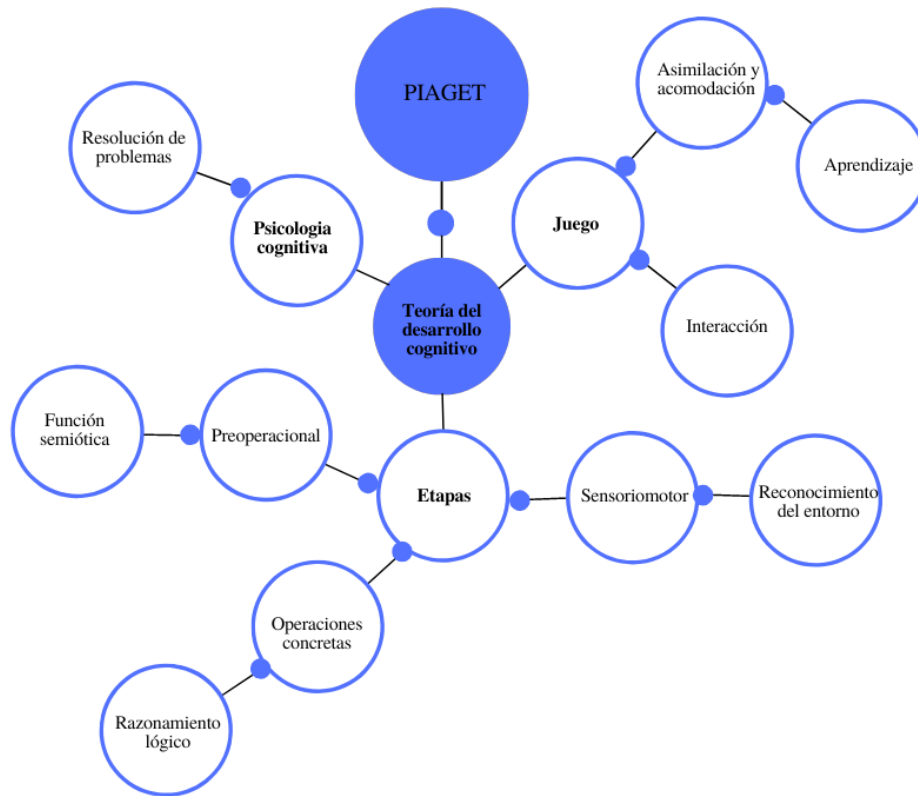 PIAGET
Asimilación y
acomodación
Resolución de
problemas
Aprendizaje
Psicologia
cognitiva
Juego
Teoría del
desarrollo
cognitivo
Interacción
Función
semiótica
Preoperacional
Etapas
Sensoriomotor
Reconocimiento
del entorno
Operaciones
concretas
Razonamiento
lógico